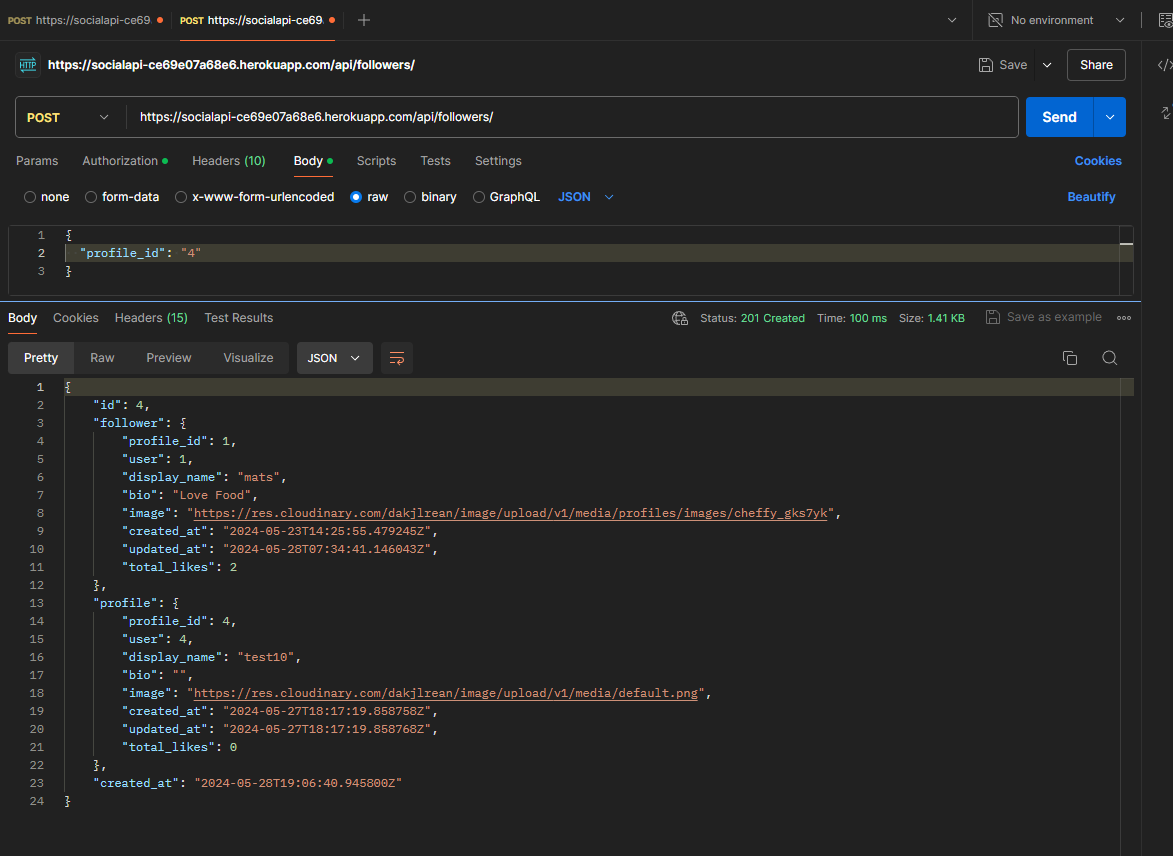 POST https://socialapi-ce69
POST https://socialapi-ce69
No environment
HTTP https://socialapi-ce69e07a68e6.herokuapp.com/api/followers/
Save
Share
POST
https://socialapi-ce69e07a68e6.herokuapp.com/api/followers/
Send
Params Authorization Headers (10) Body Scripts Tests Settings Cookies
none form-data x-www-form-urlencoded raw binary GraphQL JSON Beautify
1 {
2 "profile_id": "4"
3 }
Body Cookies Headers (15) Test Results Status: 201 Created Time: 100 ms Size: 1.41 KB Save as example
Pretty Raw Preview Visualize JSON
1 {
2 "id": 4,
3 "follower": {
4 "profile_id": 1,
5 "user": 1,
6 "display_name": "mats",
7 "bio": "Love Food",
8 "image": "https://res.cloudinary.com/dakjlrean/image/upload/v1/media/profiles/images/cheffy_gks7yk",
9 "created_at": "2024-05-23T14:25:55.479245Z",
10 "updated_at": "2024-05-28T07:34:41.146043Z",
11 "total_likes": 2
12 },
13 "profile": {
14 "profile_id": 4,
15 "user": 4,
16 "display_name": "test10",
17 "bio": "",
18 "image": "https://res.cloudinary.com/dakjlrean/image/upload/v1/media/default.png",
19 "created_at": "2024-05-27T18:17:19.858758Z",
20 "updated_at": "2024-05-27T18:17:19.858768Z",
21 "total_likes": 0
22 },
23 "created_at": "2024-05-28T19:06:40.945800Z"
24 }